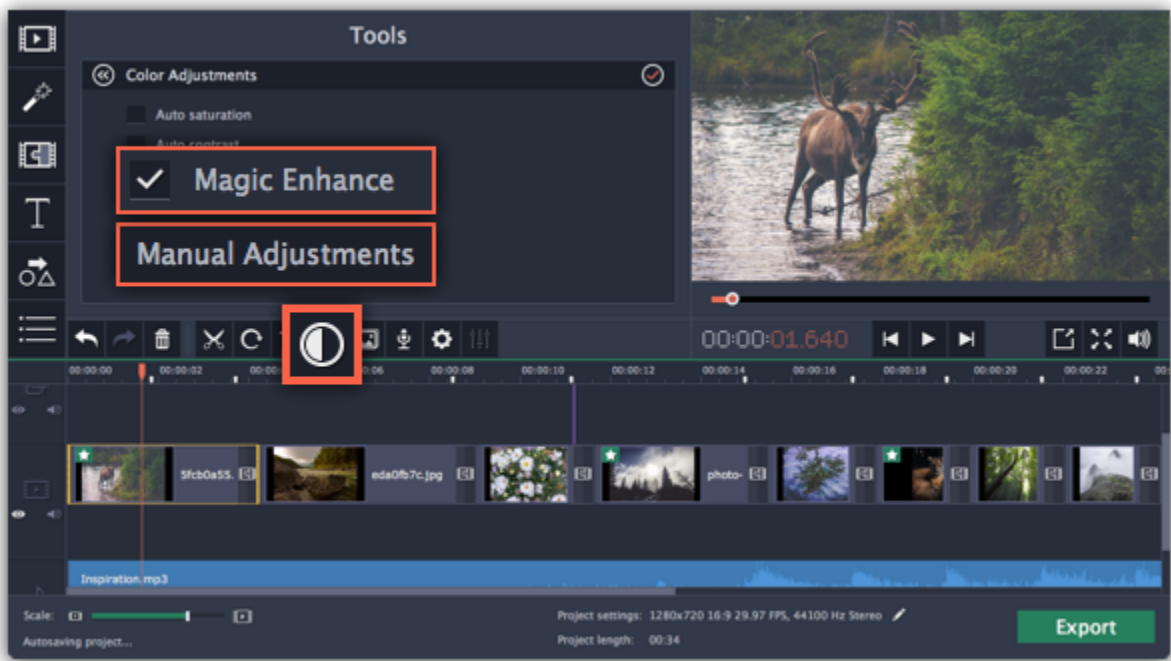 Tools
Color Adjustments
Auto saturation
Auto contrast
Magic Enhance
Manual Adjustments
00:00:01.640
00:00:00 00:00:02 00:00:06 00:00:08 00:00:10 00:00:12 00:00:14 00:00:16 00:00:18 00:00:20 00:00:22
5fcb0a55. eda0fb7c.jpg photo-
Inspiration.mp3
Scale:
Project settings: 1280x720 16:9 29.97 FPS, 44100 Hz Stereo
Export
Autosaving project...
Project length: 00:34